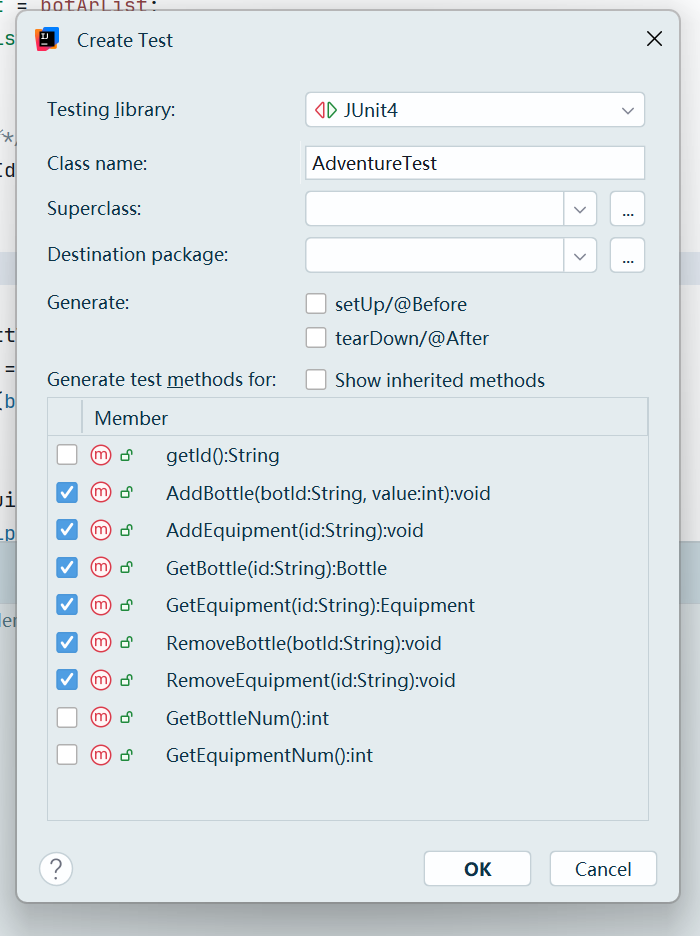 t = botArList;
Create Test
Testing library:
JUnit4
Class name:
AdventureTest
Superclass:
...
Destination package:
...
Generate:
setUp/@Before
tearDown/@After
Generate test methods for:
Show inherited methods
Member
m getId():String
m AddBottle(botId:String, value:int):void
m AddEquipment(id:String):void
m GetBottle(id:String):Bottle
m GetEquipment(id:String):Equipment
m RemoveBottle(botId:String):void
m RemoveEquipment(id:String):void
m GetBottleNum():int
m GetEquipmentNum():int
?
OK
Cancel